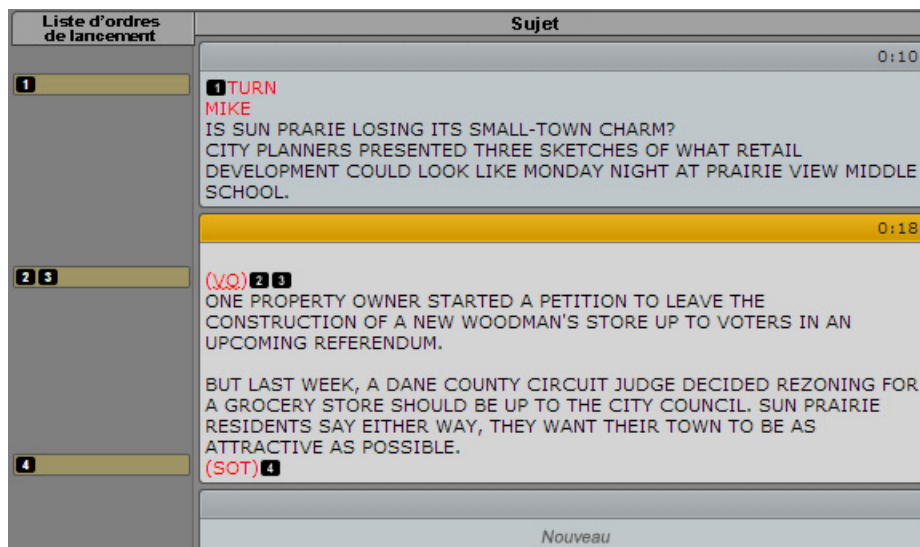 Liste d'ordres
de lancement
Sujet
0:10
1
1 TURN
MIKE
IS SUN PRARIE LOSING ITS SMALL-TOWN CHARM?
CITY PLANNERS PRESENTED THREE SKETCHES OF WHAT RETAIL
DEVELOPMENT COULD LOOK LIKE MONDAY NIGHT AT PRAIRIE VIEW MIDDLE
SCHOOL.
0:18
2 3
(VO) 2 3
ONE PROPERTY OWNER STARTED A PETITION TO LEAVE THE
CONSTRUCTION OF A NEW WOODMAN'S STORE UP TO VOTERS IN AN
UPCOMING REFERENDUM.
BUT LAST WEEK, A DANE COUNTY CIRCUIT JUDGE DECIDED REZONING FOR
A GROCERY STORE SHOULD BE UP TO THE CITY COUNCIL. SUN PRAIRIE
RESIDENTS SAY EITHER WAY, THEY WANT THEIR TOWN TO BE AS
ATTRACTIVE AS POSSIBLE.
4
(SOT) 4
Nouveau